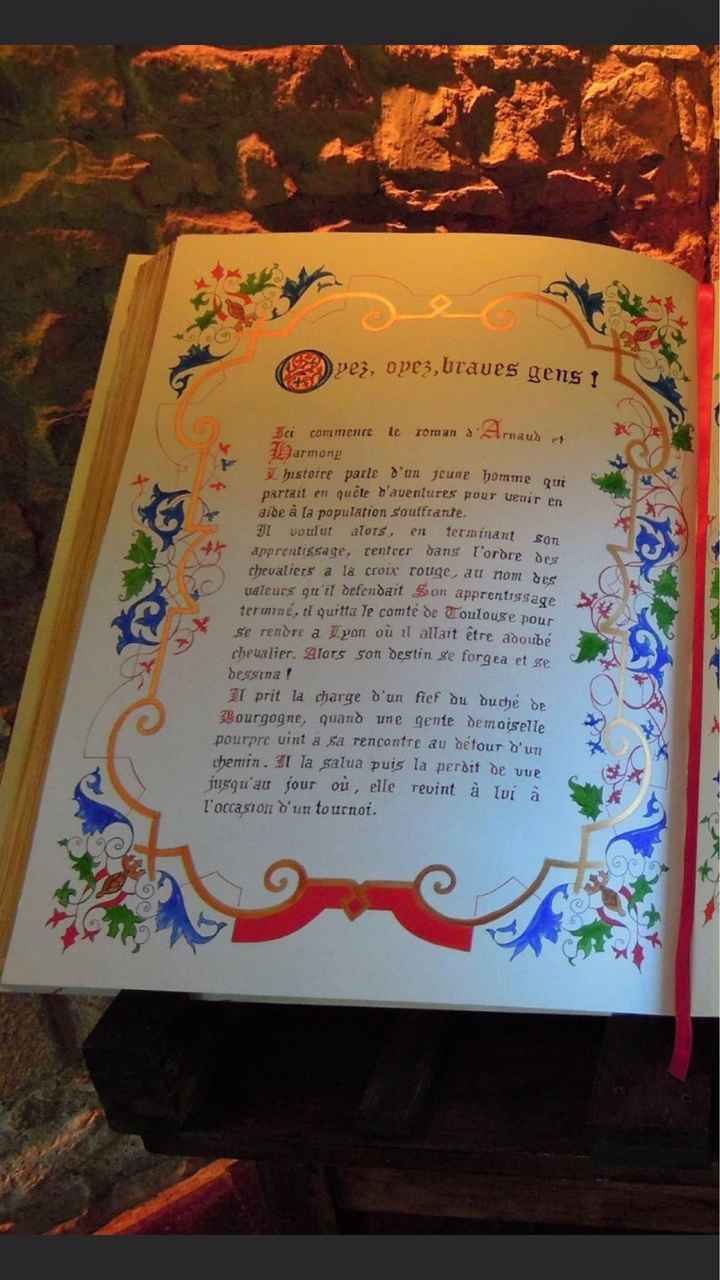 Oyez, oyez, braves gens !
Ici commence le roman d'Arnaud et
Harmony
L'histoire parle d'un jeune homme qui
partait en quête d'aventures pour venir en
aide à la population souffrante.
Il voulut alors, en terminant son
apprentissage, rentrer dans l'ordre des
chevaliers a la croix rouge, au nom des
valeurs qu'il defendait Son apprentissage
terminé, il quitta le comté de Toulouse pour
se rendre a Lyon où il allait être adoubé
chevalier. Alors son destin se forgea et se
dessina !
Il prit la charge d'un fief du duché de
Bourgogne, quand une gente demoiselle
pourpre vint à sa rencontre au détour d'un
chemin. Il la salua puis la perdit de vue
jusqu'au jour où, elle revint à lui à
l'occasion d'un tournoi.